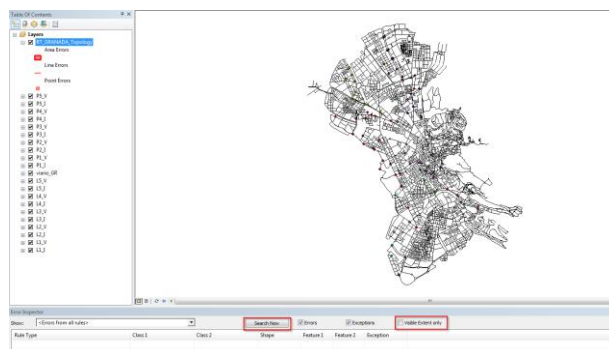 Table Of Contents
Layers
RT_GRANADA_Topology
Area Errors
Line Errors
Point Errors
P5_V
P5_I
P4_V
P4_I
P3_V
P3_I
P2_V
P2_I
P1_V
P1_I
viario_GR
L5_V
L5_I
L4_V
L4_I
L3_V
L3_I
L2_V
L2_I
L1_V
L1_I
Error Inspector
Show: <Errors from all rules> Search Now Errors Exceptions Visible Extent only
Rule Type Class 1 Class 2 Shape Feature 1 Feature 2 Exception